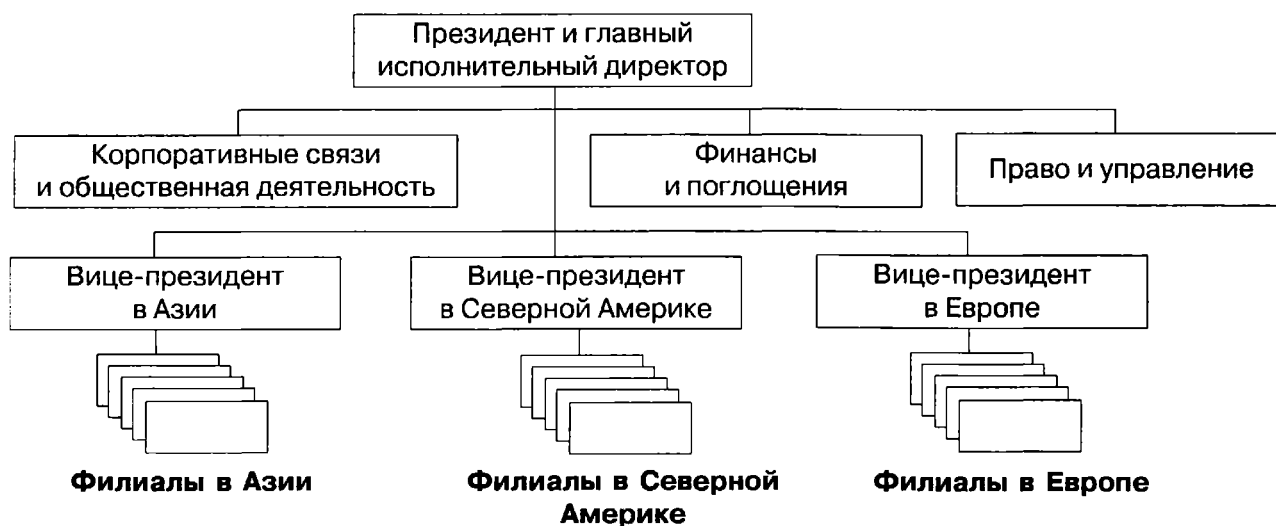 Президент и главный
исполнительный директор
Корпоративные связи
и общественная деятельность
Финансы
и поглощения
Право и управление
Вице-президент
в Азии
Вице-президент
в Северной Америке
Вице-президент
в Европе
Филиалы в Азии
Филиалы в Северной
Америке
Филиалы в Европе